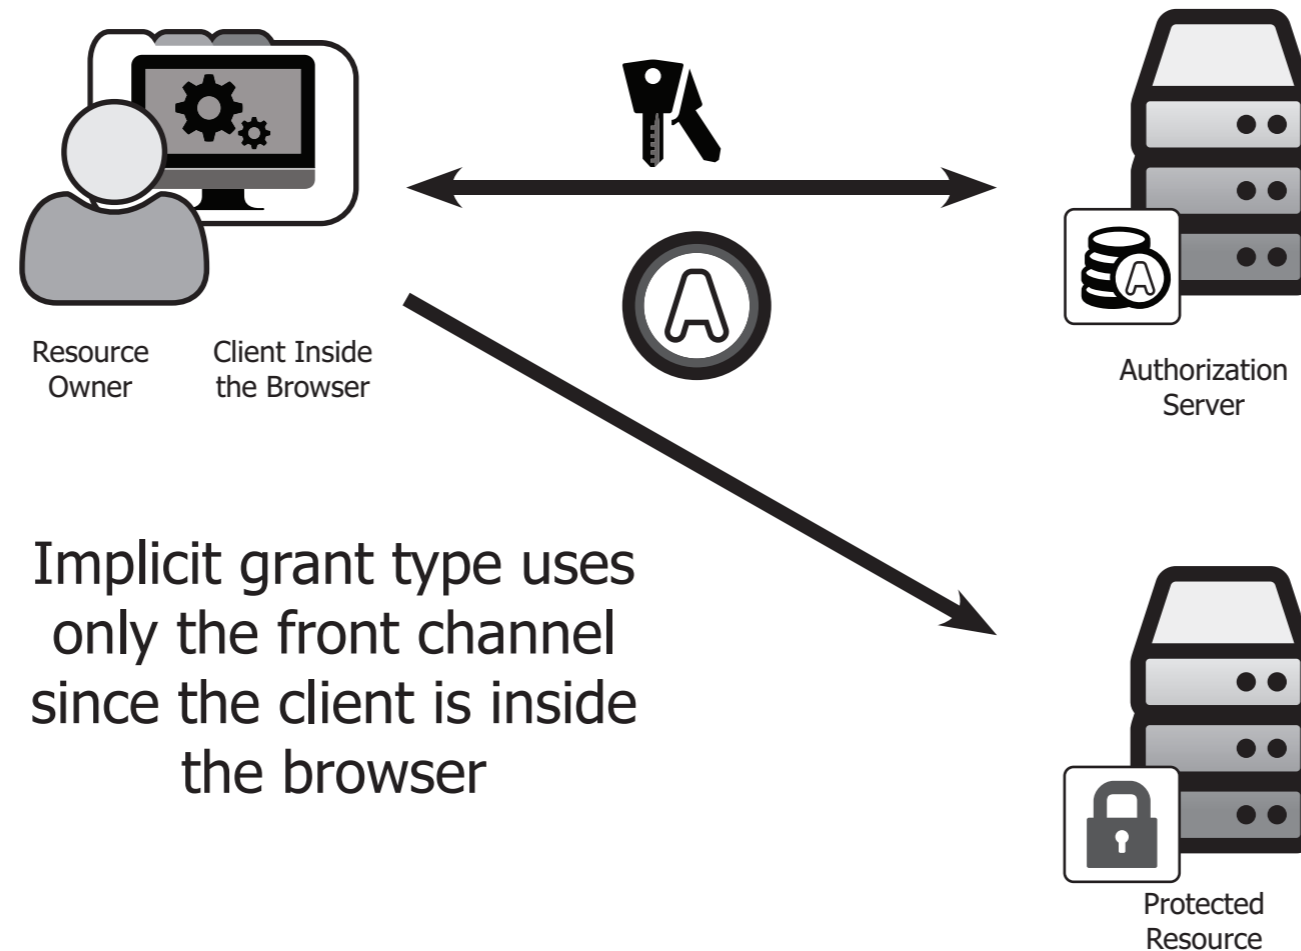 A
A
Resource
Owner
Client Inside
the Browser
Authorization
Server
Implicit grant type uses
only the front channel
since the client is inside
the browser
Protected
Resource